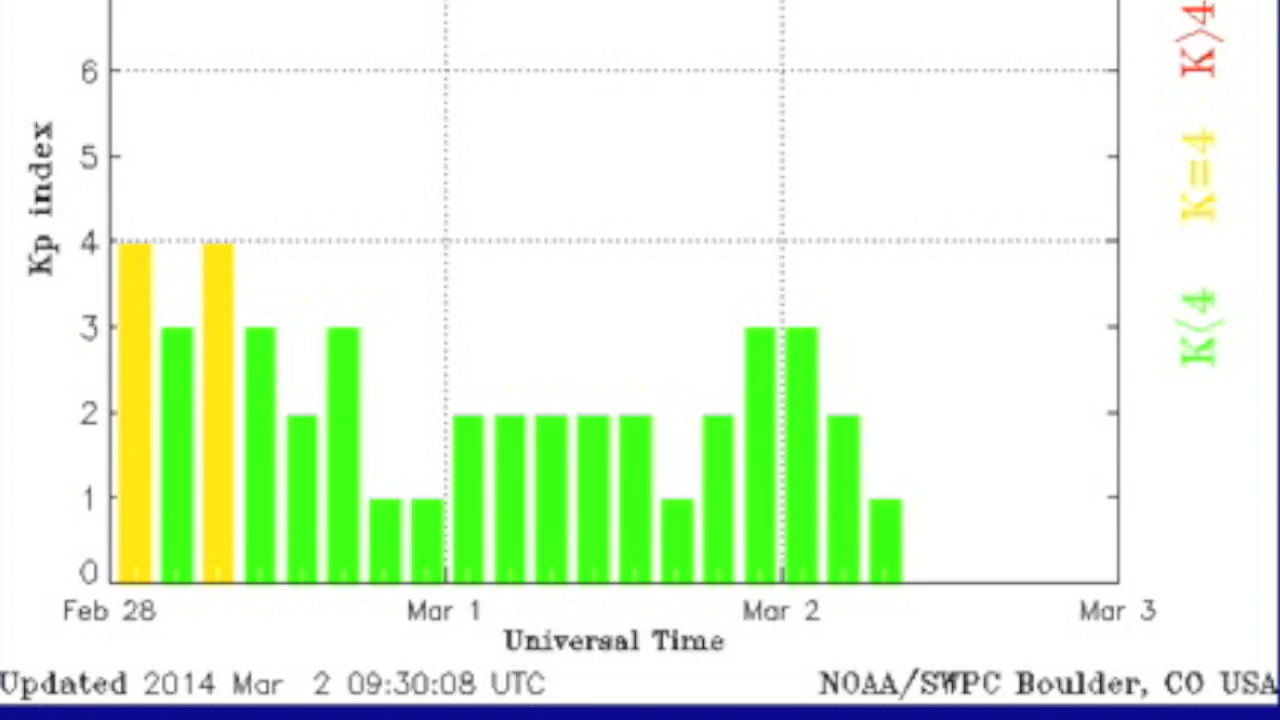 6
5
4
3
2
1
0
Kp index
K<4 K=4 K>4
Feb 28 Mar 1 Mar 2 Mar 3
Universal Time
Updated 2014 Mar 2 09:30:08 UTC NOAA/SWPC Boulder, CO USA